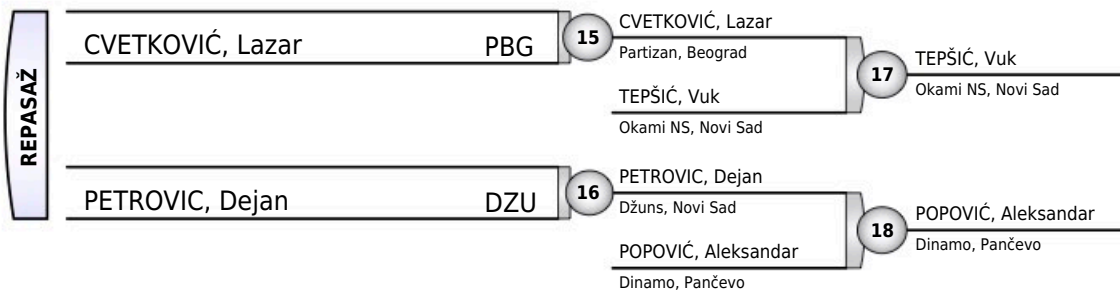 REPASAŽ
CVETKOVIĆ, Lazar PBG
15
CVETKOVIĆ, Lazar
Partizan, Beograd
TEPŠIĆ, Vuk
Okami NS, Novi Sad
17
TEPŠIĆ, Vuk
Okami NS, Novi Sad
PETROVIC, Dejan DZU
16
PETROVIC, Dejan
Džuns, Novi Sad
POPOVIĆ, Aleksandar
Dinamo, Pančevo
18
POPOVIĆ, Aleksandar
Dinamo, Pančevo